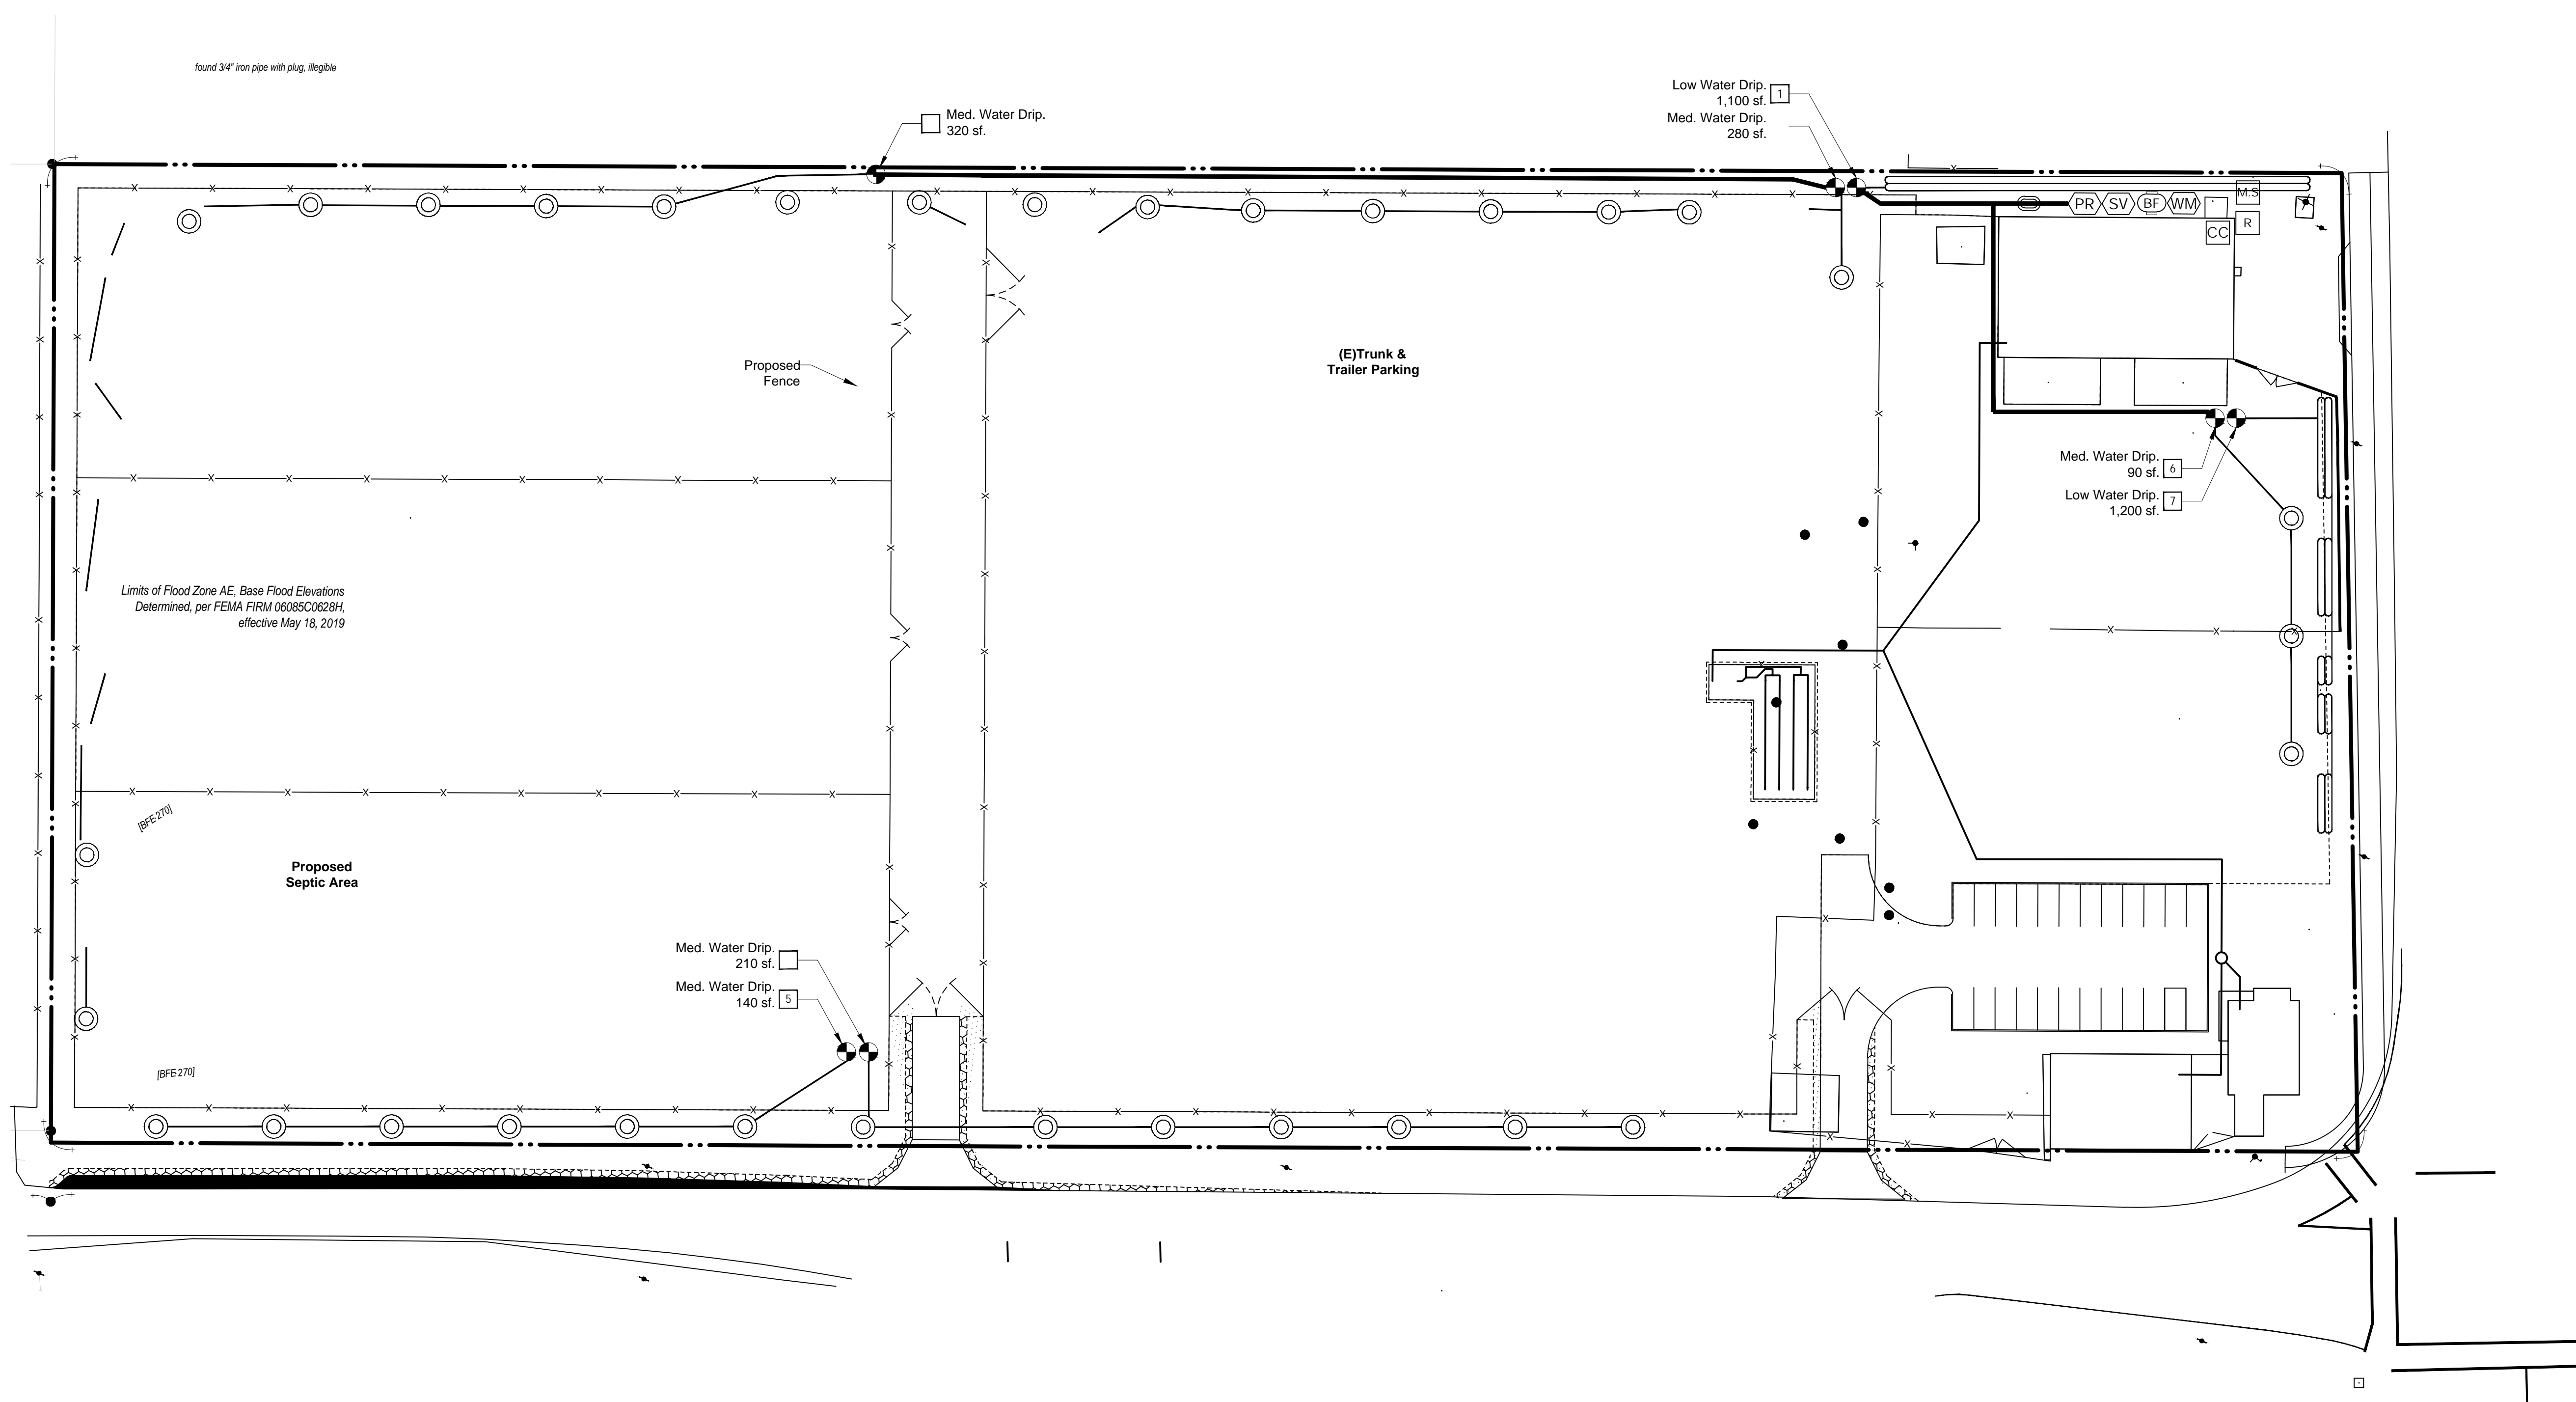 found 3/4" iron pipe with plug, illegible
Low Water Drip.
1,100 sf.
1
Med. Water Drip.
280 sf.
Med. Water Drip.
320 sf.
PR
SV
BF
WM
M.S
R
CC
(E)Trunk &
Trailer Parking
Proposed
Fence
Med. Water Drip.
90 sf.
6
Low Water Drip.
1,200 sf.
7
Limits of Flood Zone AE, Base Flood Elevations
Determined, per FEMA FIRM 06085C0628H,
effective May 18, 2019
[BFE-270]
Proposed
Septic Area
Med. Water Drip.
210 sf.
Med. Water Drip.
140 sf.
5
[BFE-270]